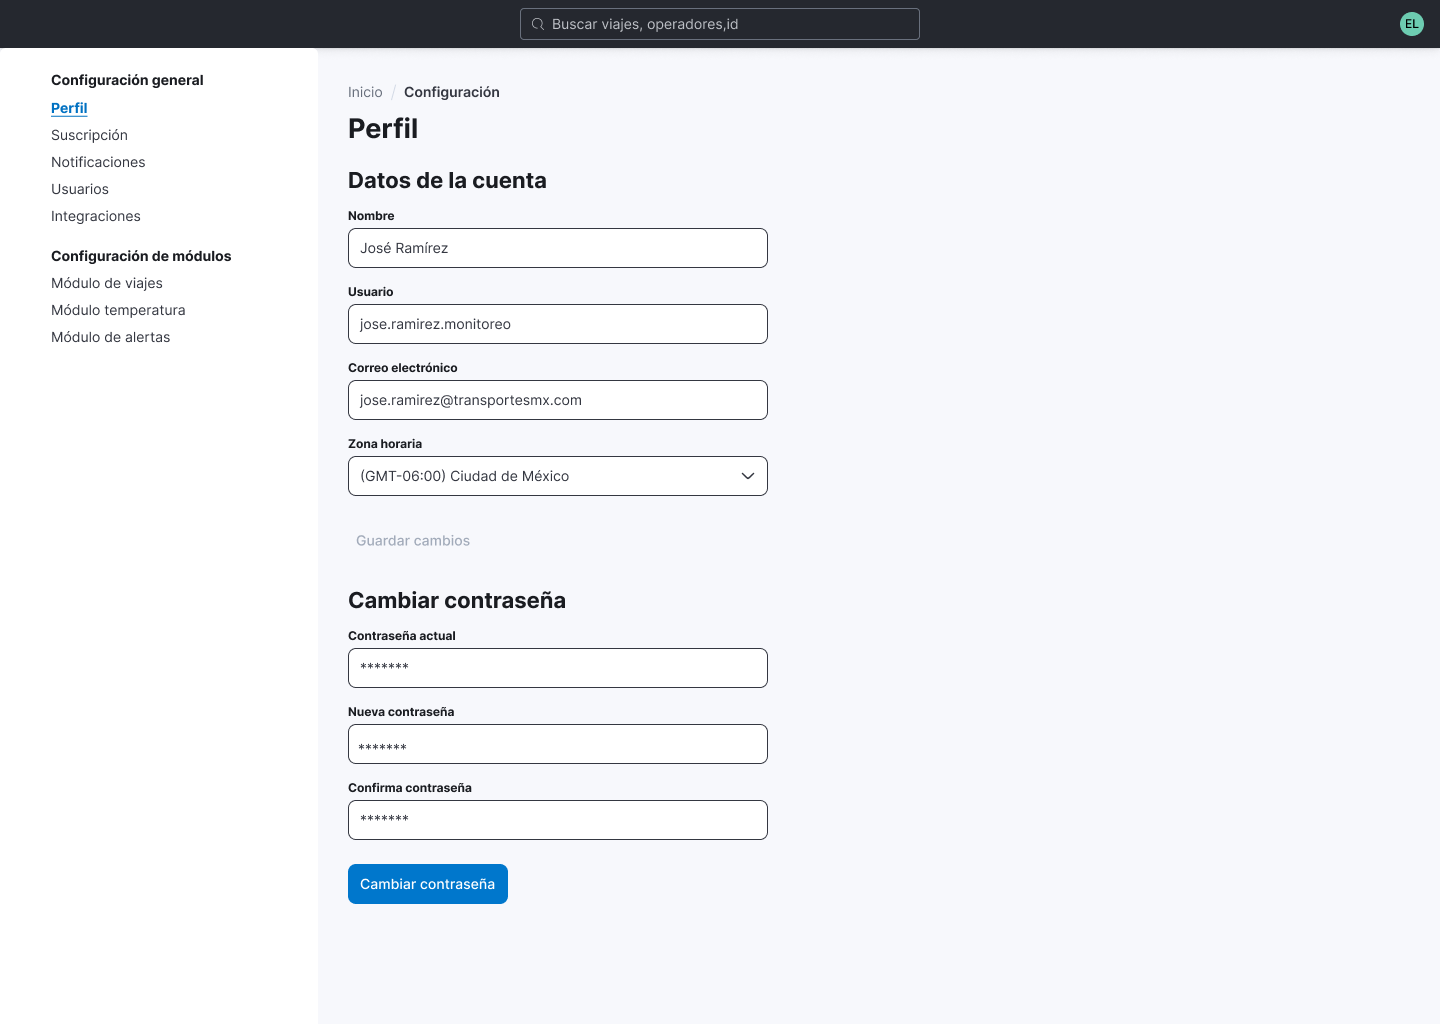 Buscar viajes, operadores,id
EL
Configuración general
Perfil
Suscripción
Notificaciones
Usuarios
Integraciones
Configuración de módulos
Módulo de viajes
Módulo temperatura
Módulo de alertas
Inicio / Configuración
Perfil
Datos de la cuenta
Nombre
José Ramírez
Usuario
jose.ramirez.monitoreo
Correo electrónico
jose.ramirez@transportesmx.com
Zona horaria
(GMT-06:00) Ciudad de México
Guardar cambios
Cambiar contraseña
Contraseña actual
*******
Nueva contraseña
*******
Confirma contraseña
*******
Cambiar contraseña